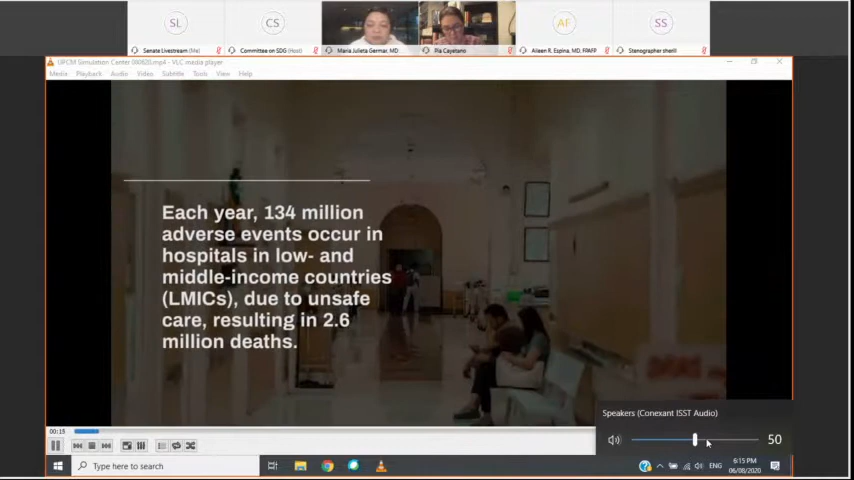 SL
CS
AF
SS
Senate Livestream (Me)
Committee on SDG (Host)
Maria Julieta Germar, MD
Pia Cayetano
Aileen R. Espina, MD, FPAFP
Stenographer sherill
UPCM Simulation Center 060820.mp4 - VLC media player
Media Playback Audio Video Subtitle Tools View Help
Each year, 134 million
adverse events occur in
hospitals in low- and
middle-income countries
(LMICs), due to unsafe
care, resulting in 2.6
million deaths.
Speakers (Conexant ISST Audio)
00:15
50
Type here to search
ENG
6:15 PM
06/08/2020